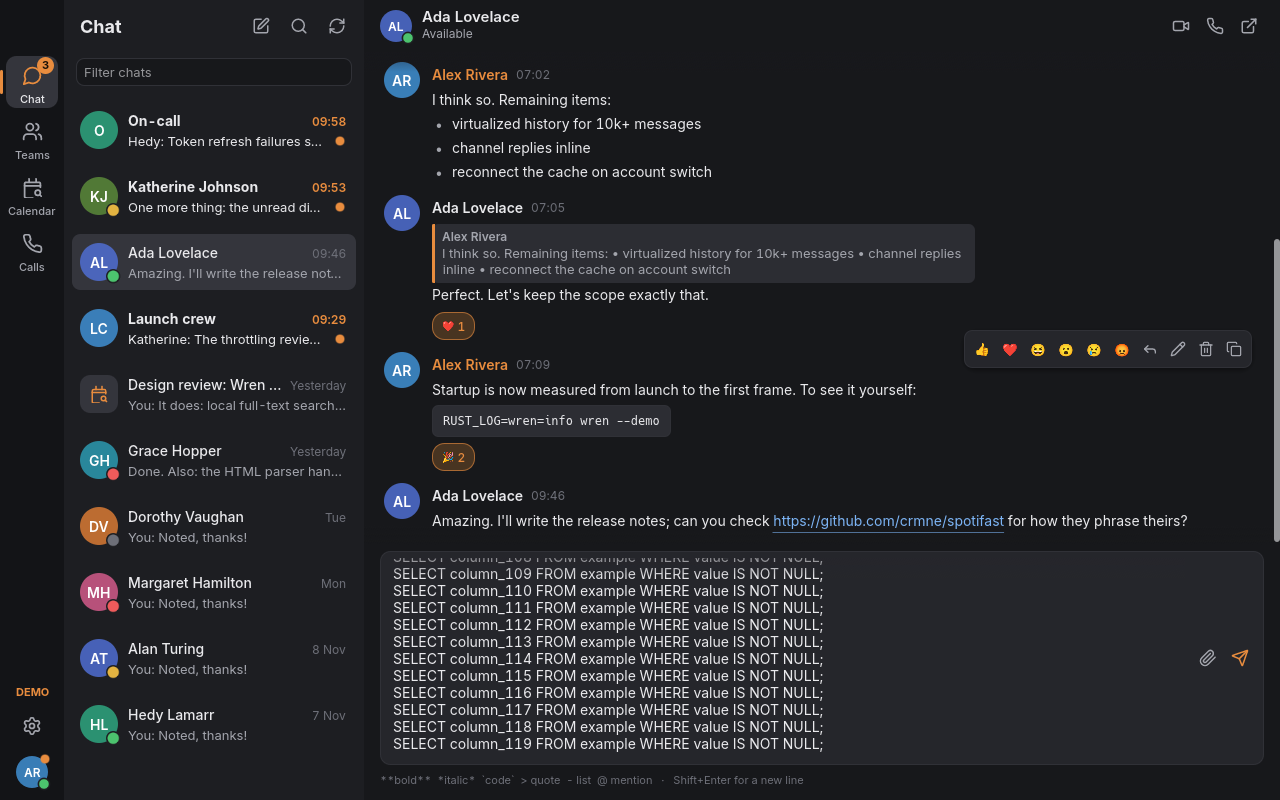 Chat
Filter chats
3
Chat
Teams
Calendar
Calls
DEMO
AR
O
On-call
09:58
Hedy: Token refresh failures s...
KJ
Katherine Johnson
09:53
One more thing: the unread di...
AL
Ada Lovelace
09:46
Amazing. I'll write the release not...
LC
Launch crew
09:29
Katherine: The throttling revie...
Design review: Wren ...
Yesterday
You: It does: local full-text search...
GH
Grace Hopper
Yesterday
Done. Also: the HTML parser han...
DV
Dorothy Vaughan
Tue
You: Noted, thanks!
MH
Margaret Hamilton
Mon
You: Noted, thanks!
AT
Alan Turing
8 Nov
You: Noted, thanks!
HL
Hedy Lamarr
7 Nov
You: Noted, thanks!
AL
Ada Lovelace
Available
AR
Alex Rivera 07:02
I think so. Remaining items:
• virtualized history for 10k+ messages
• channel replies inline
• reconnect the cache on account switch
AL
Ada Lovelace 07:05
Alex Rivera
I think so. Remaining items: • virtualized history for 10k+ messages • channel replies
inline • reconnect the cache on account switch
Perfect. Let's keep the scope exactly that.
❤️ 1
AR
Alex Rivera 07:09
👍 ❤️ 😆 😮 😢 😡
Startup is now measured from launch to the first frame. To see it yourself:
RUST_LOG=wren=info wren --demo
🎉 2
AL
Ada Lovelace 09:46
Amazing. I'll write the release notes; can you check https://github.com/crmne/spotifast for how they phrase theirs?
SELECT column_108 FROM example WHERE value IS NOT NULL;
SELECT column_109 FROM example WHERE value IS NOT NULL;
SELECT column_110 FROM example WHERE value IS NOT NULL;
SELECT column_111 FROM example WHERE value IS NOT NULL;
SELECT column_112 FROM example WHERE value IS NOT NULL;
SELECT column_113 FROM example WHERE value IS NOT NULL;
SELECT column_114 FROM example WHERE value IS NOT NULL;
SELECT column_115 FROM example WHERE value IS NOT NULL;
SELECT column_116 FROM example WHERE value IS NOT NULL;
SELECT column_117 FROM example WHERE value IS NOT NULL;
SELECT column_118 FROM example WHERE value IS NOT NULL;
SELECT column_119 FROM example WHERE value IS NOT NULL;
**bold** *italic* `code` > quote - list @ mention · Shift+Enter for a new line